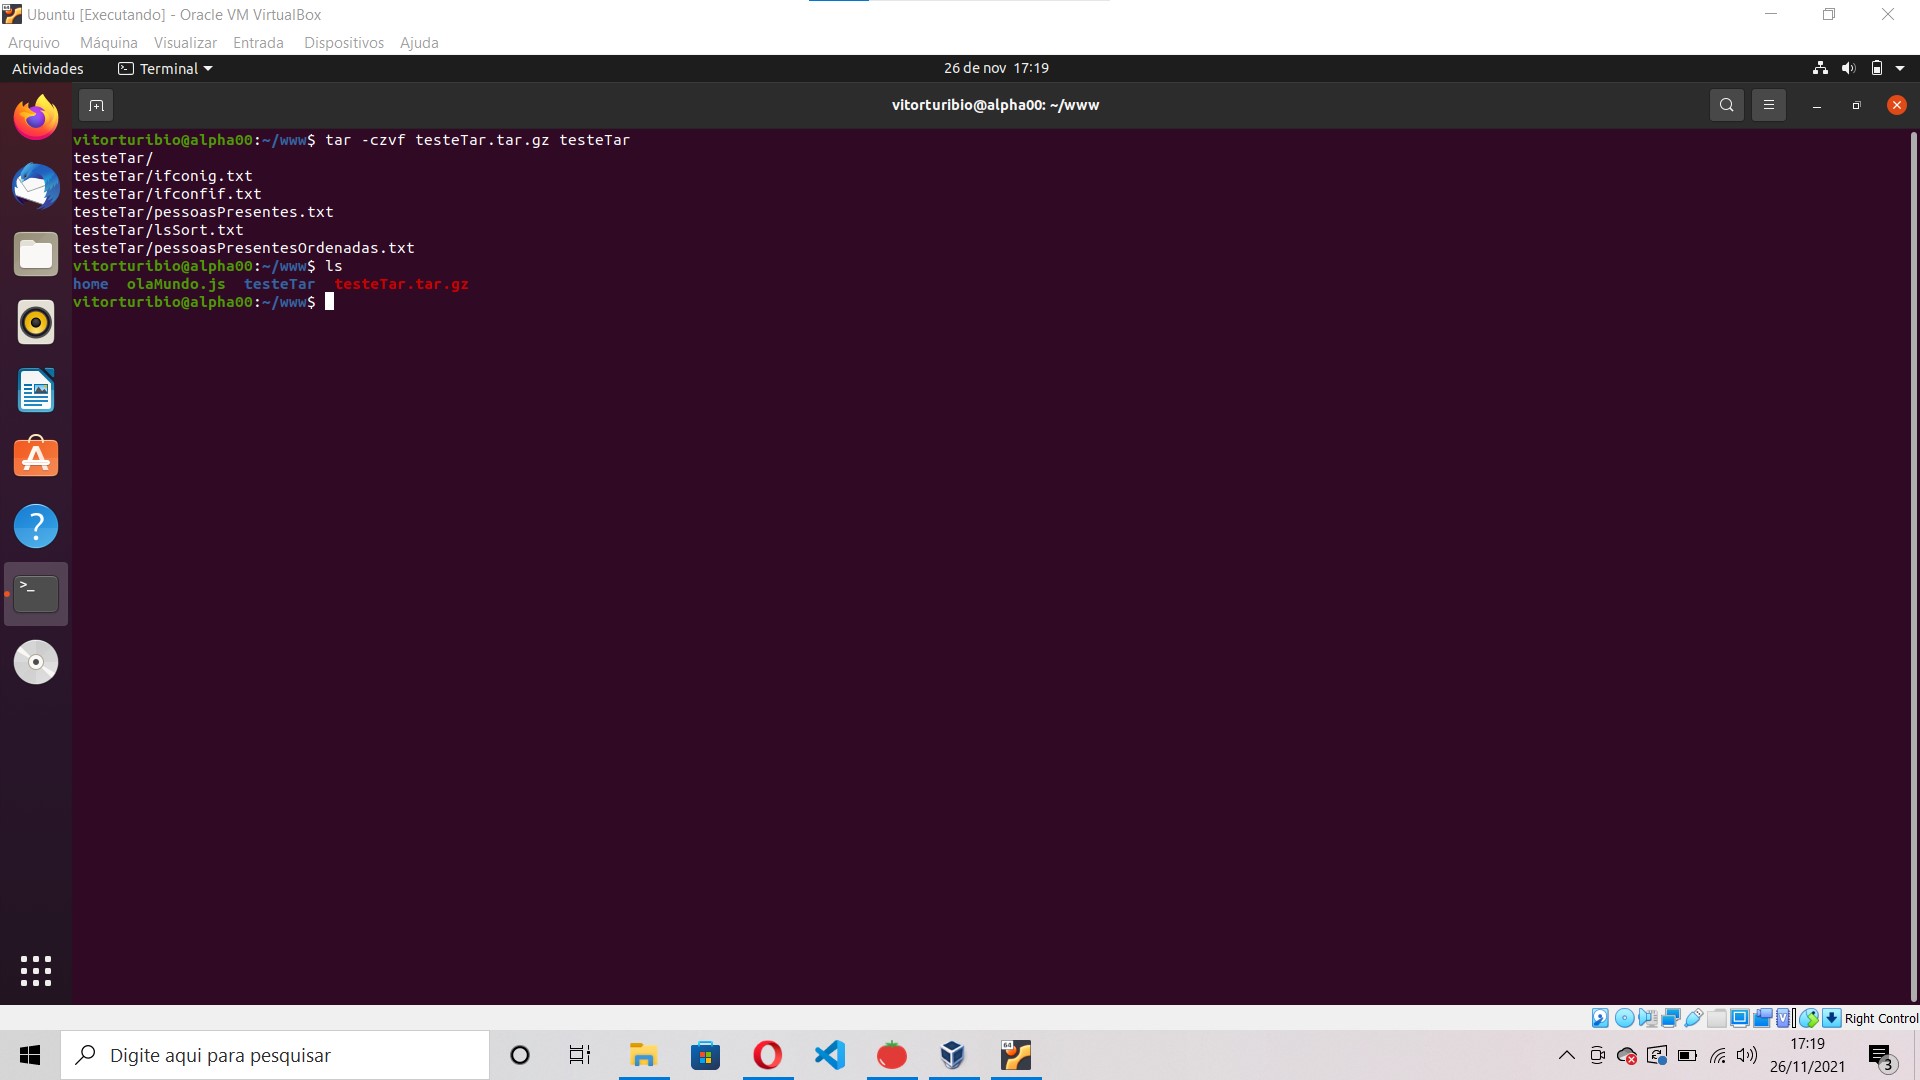 Ubuntu [Executando] - Oracle VM VirtualBox
Arquivo Máquina Visualizar Entrada Dispositivos Ajuda
Atividades Terminal 26 de nov 17:19
vitorturibio@alpha00: ~/www
vitorturibio@alpha00:~/www$ tar -czvf testeTar.tar.gz testeTar
testeTar/
testeTar/ifconig.txt
testeTar/ifconfif.txt
testeTar/pessoasPresentes.txt
testeTar/lsSort.txt
testeTar/pessoasPresentesOrdenadas.txt
vitorturibio@alpha00:~/www$ ls
home olaMundo.js testeTar testeTar.tar.gz
vitorturibio@alpha00:~/www$
Right Control
Digite aqui para pesquisar
17:19
26/11/2021
3